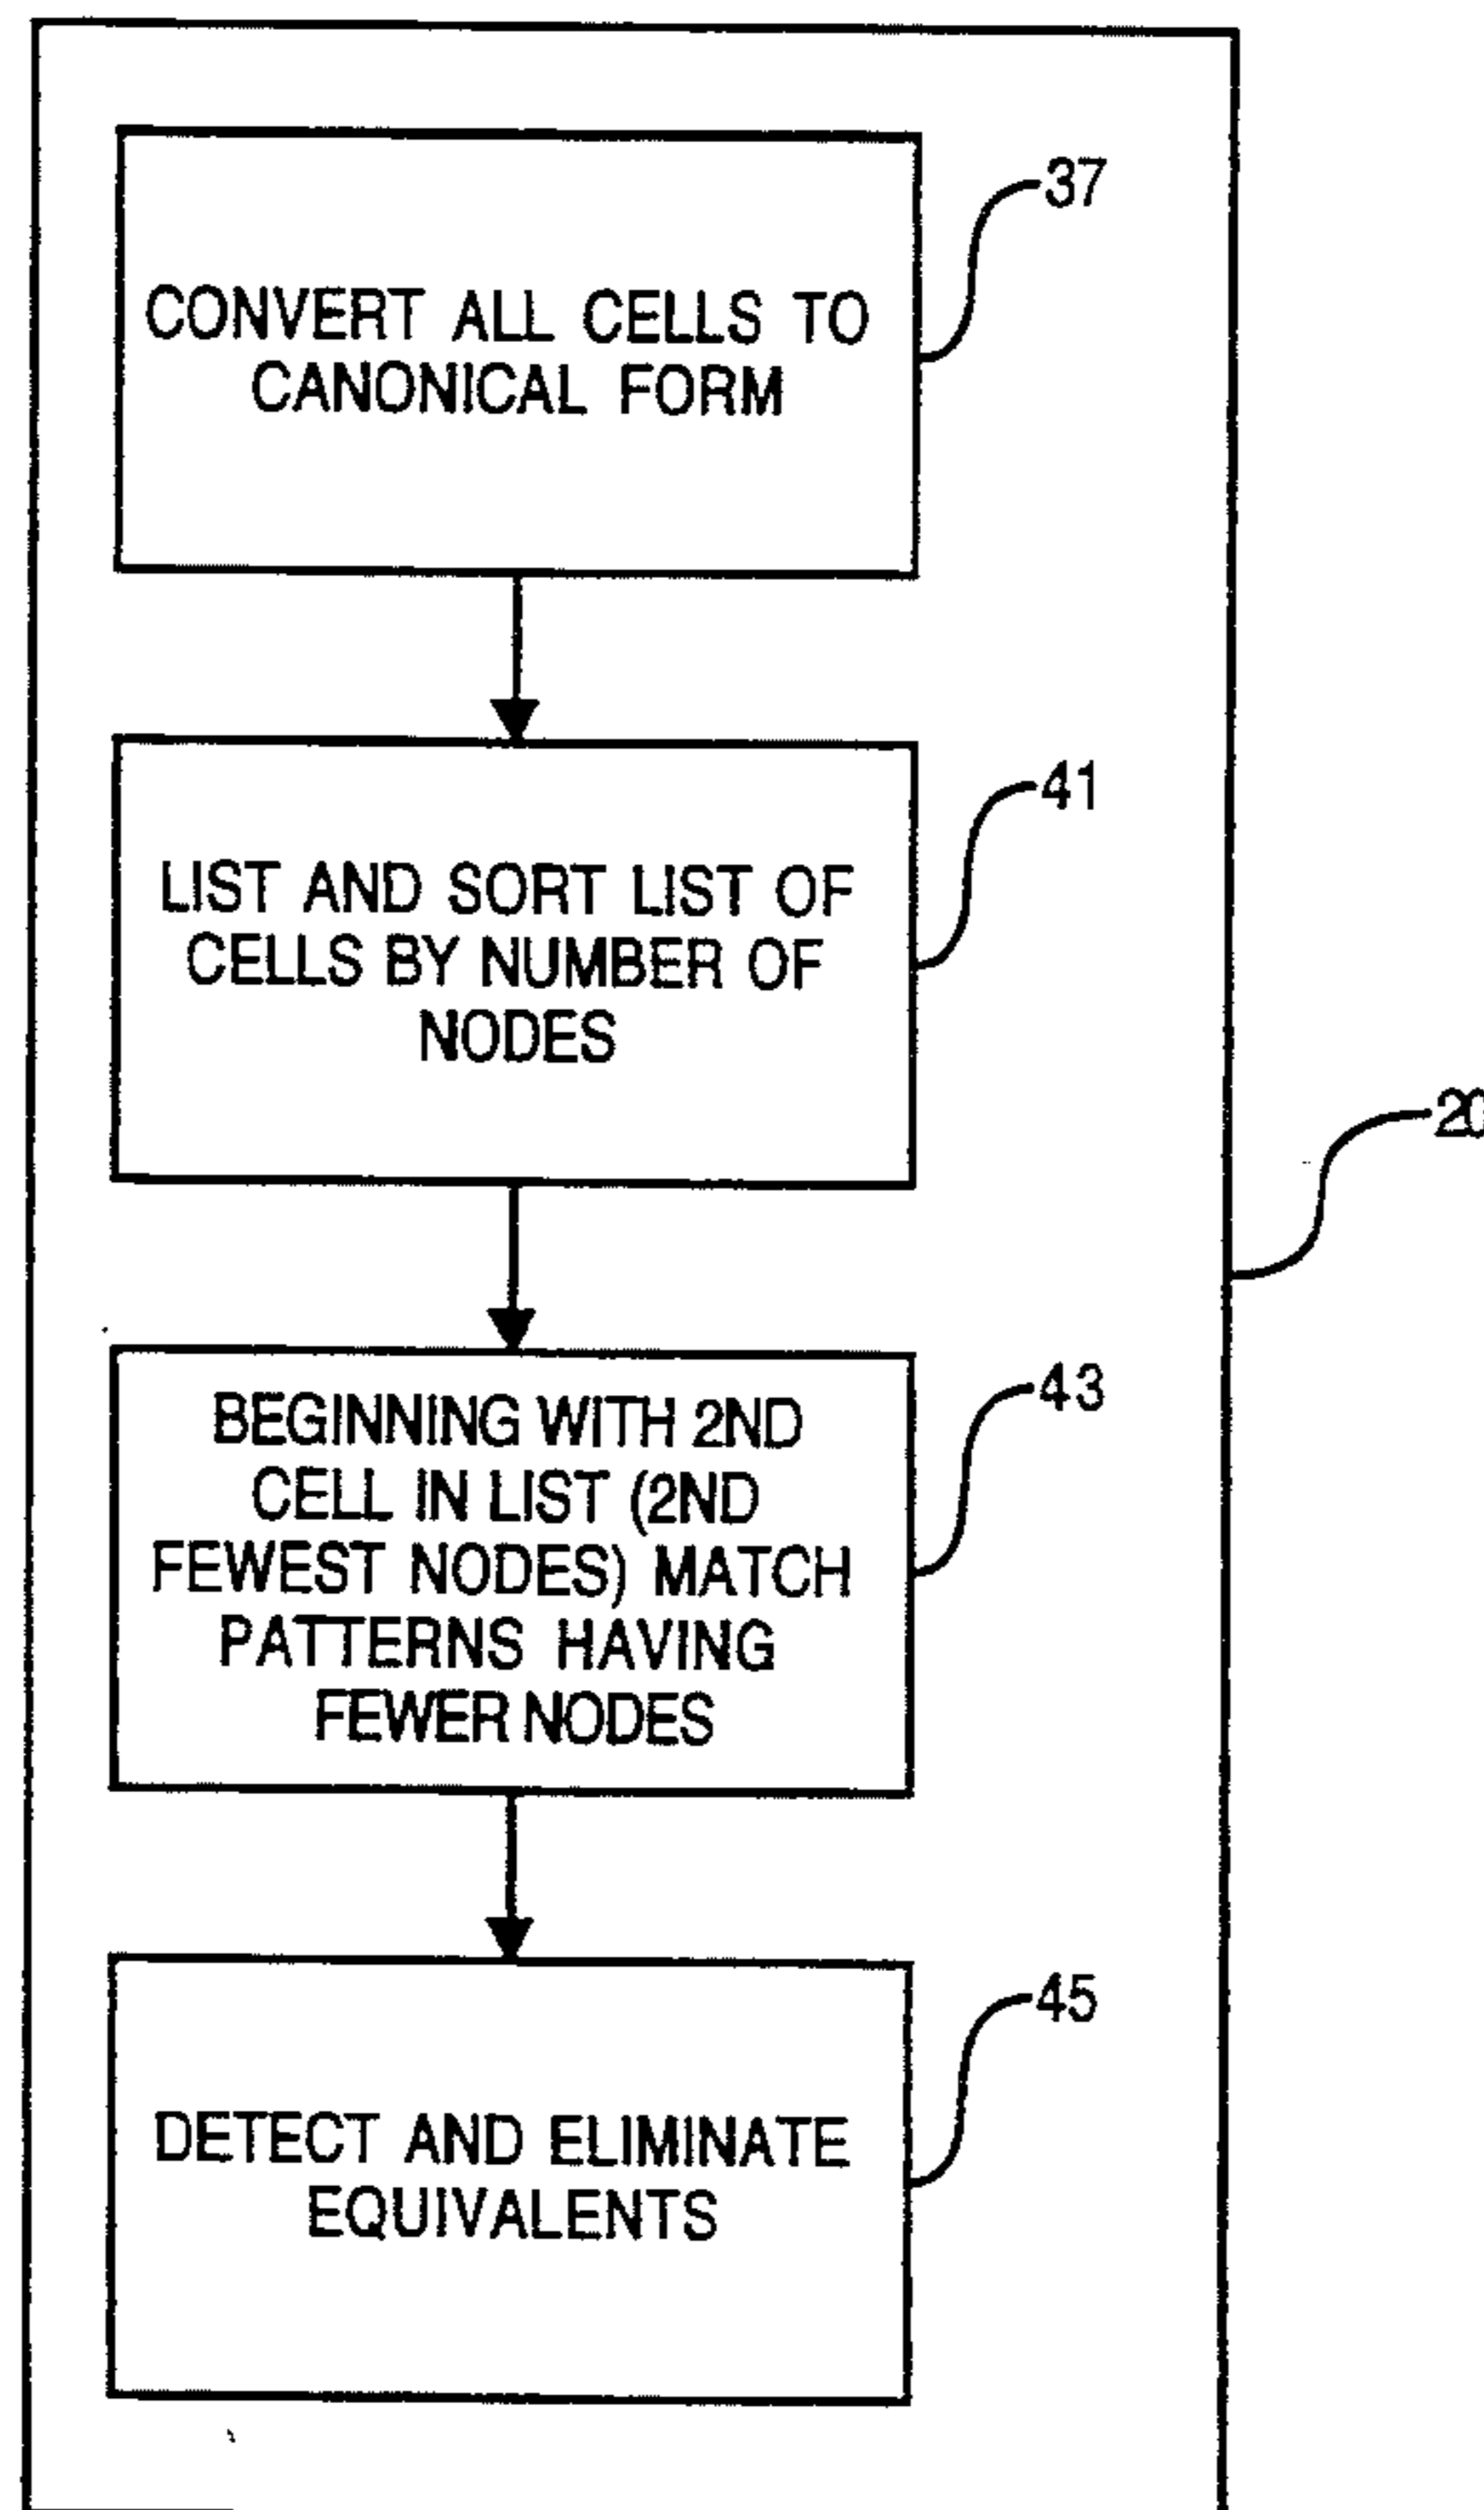 37
CONVERT ALL CELLS TO
CANONICAL FORM
41
LIST AND SORT LIST OF
CELLS BY NUMBER OF
NODES
20
43
BEGINNING WITH 2ND
CELL IN LIST (2ND
FEWEST NODES) MATCH
PATTERNS HAVING
FEWER NODES
45
DETECT AND ELIMINATE
EQUIVALENTS